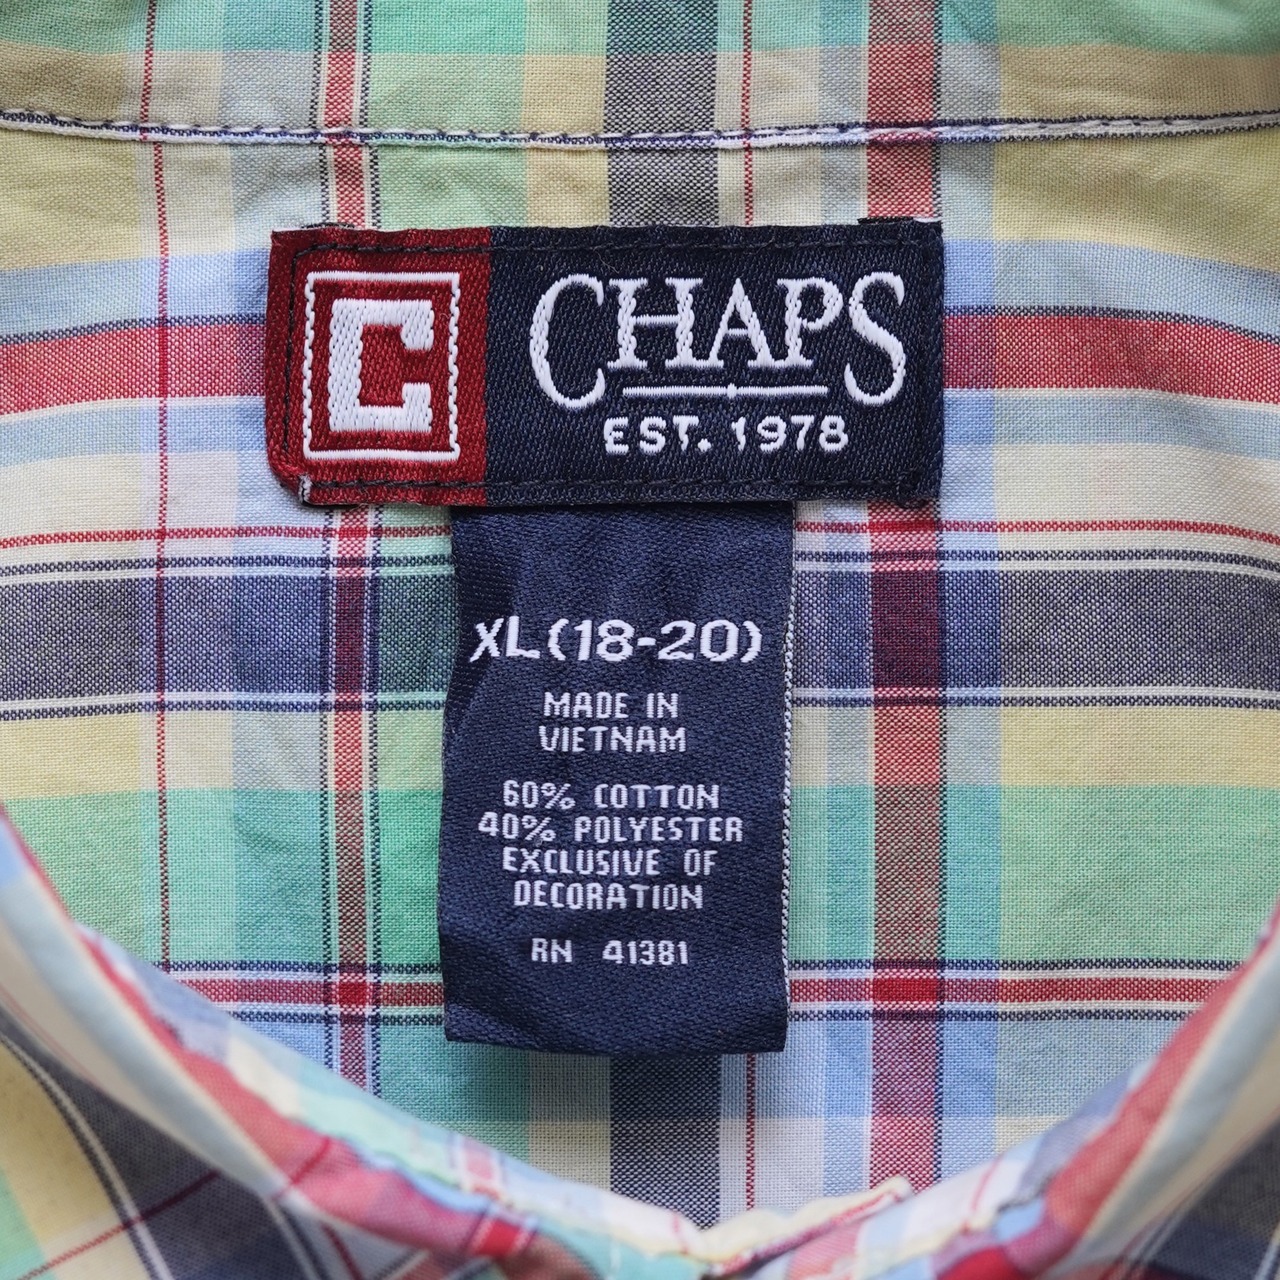 C
CHAPS
EST. 1978
XL (18-20)
MADE IN
VIETNAM
60% COTTON
40% POLYESTER
EXCLUSIVE OF
DECORATION
RN 41381